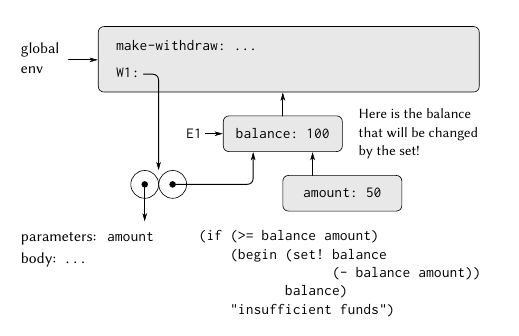 global
env
make-withdraw: ...
W1:
E1
balance: 100
Here is the balance
that will be changed
by the set!
amount: 50
parameters: amount
body: ...
(if (>= balance amount)
(begin (set! balance
(- balance amount))
balance)
"insufficient funds")